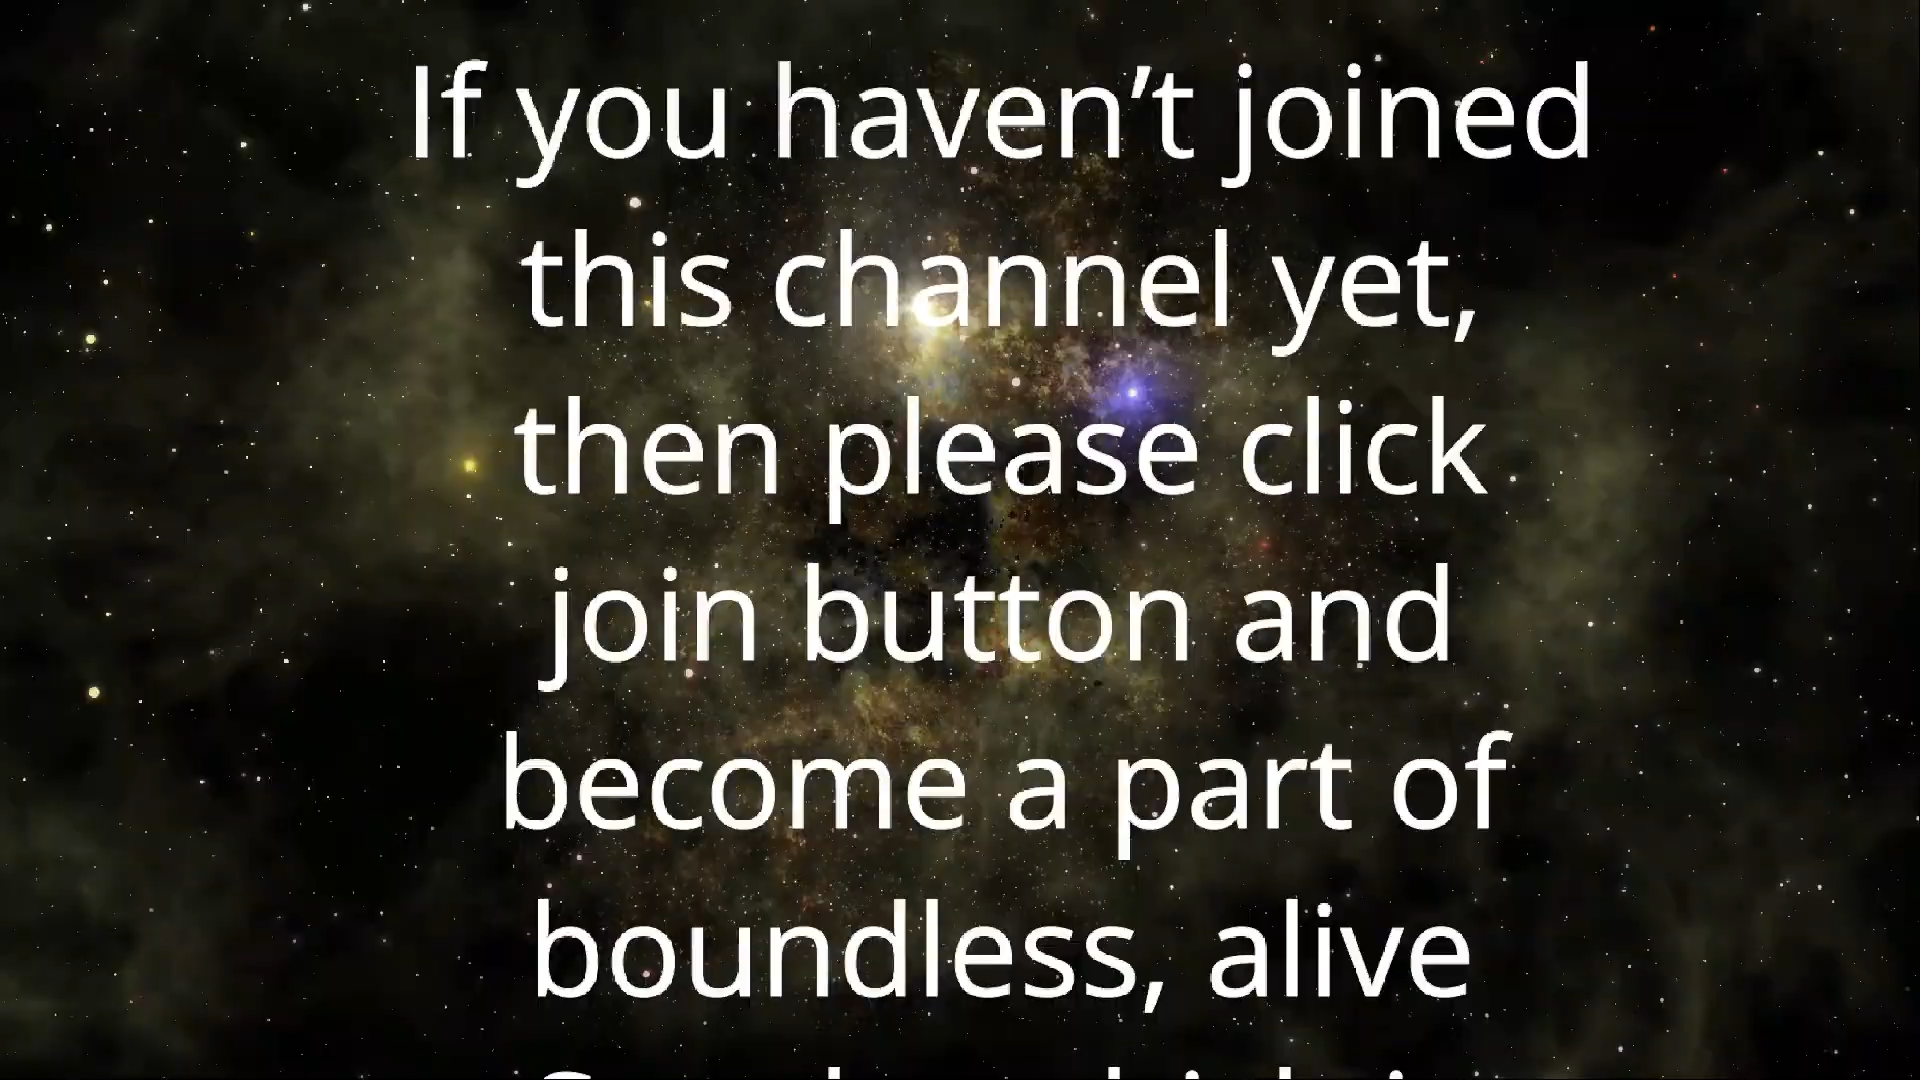 If you haven’t joined
this channel yet,
then please click
join button and
become a part of
boundless, alive